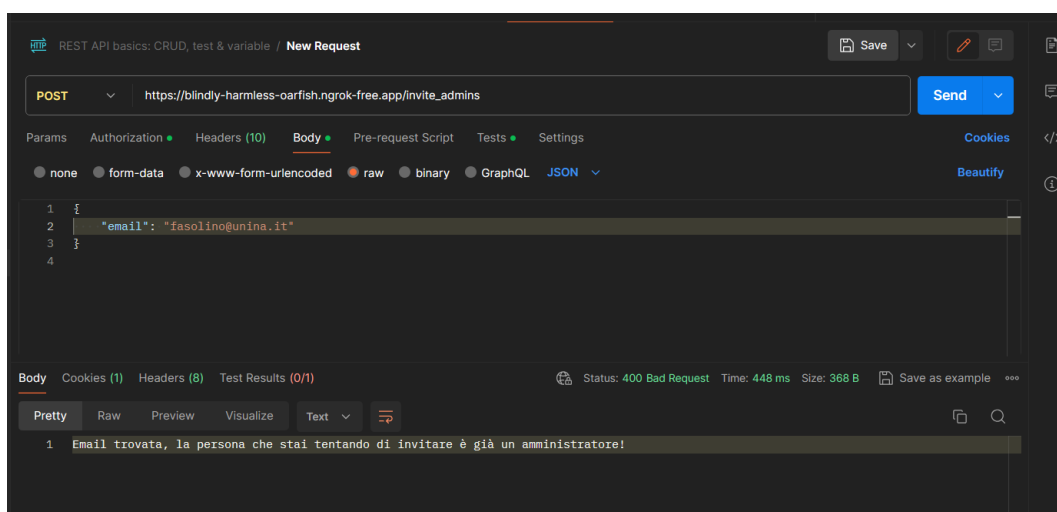 HTTP REST API basics: CRUD, test & variable / New Request Save
POST https://blindly-harmless-oarfish.ngrok-free.app/invite_admins Send
Params Authorization Headers (10) Body Pre-request Script Tests Settings Cookies
none form-data x-www-form-urlencoded raw binary GraphQL JSON Beautify
1 {
2 "email": "fasolino@unina.it"
3 }
4
Body Cookies (1) Headers (8) Test Results (0/1) Status: 400 Bad Request Time: 448 ms Size: 368 B Save as example
Pretty Raw Preview Visualize Text
1 Email trovata, la persona che stai tentando di invitare è già un amministratore!